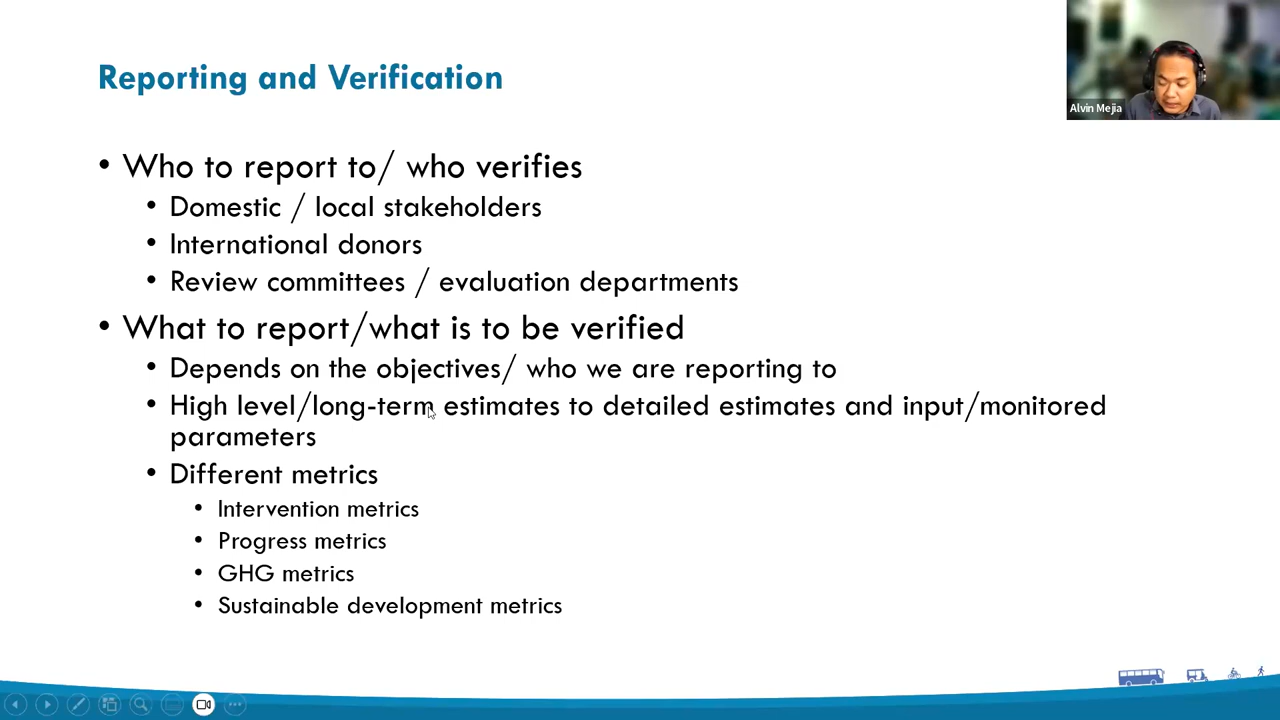 Reporting and Verification
Alvin Mejia
• Who to report to/ who verifies
• Domestic / local stakeholders
• International donors
• Review committees / evaluation departments
• What to report/what is to be verified
• Depends on the objectives/ who we are reporting to
• High level/long-term estimates to detailed estimates and input/monitored
parameters
• Different metrics
• Intervention metrics
• Progress metrics
• GHG metrics
• Sustainable development metrics